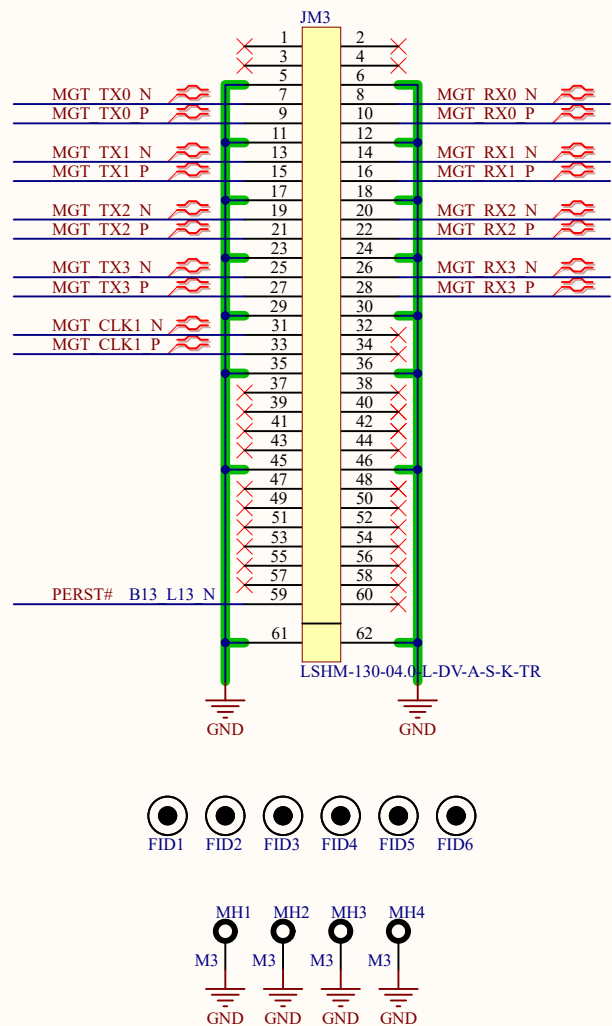 JM3
1 2
3 4
5 6
MGT_TX0_N 7 8 MGT_RX0_N
MGT_TX0_P 9 10 MGT_RX0_P
11 12
MGT_TX1_N 13 14 MGT_RX1_N
MGT_TX1_P 15 16 MGT_RX1_P
17 18
MGT_TX2_N 19 20 MGT_RX2_N
MGT_TX2_P 21 22 MGT_RX2_P
23 24
MGT_TX3_N 25 26 MGT_RX3_N
MGT_TX3_P 27 28 MGT_RX3_P
29 30
MGT_CLK1_N 31 32
MGT_CLK1_P 33 34
35 36
37 38
39 40
41 42
43 44
45 46
47 48
49 50
51 52
53 54
55 56
57 58
PERST# B13_L13_N 59 60
61 62
LSHM-130-04.0-L-DV-A-S-K-TR
GND GND
FID1 FID2 FID3 FID4 FID5 FID6
MH1 MH2 MH3 MH4
M3 M3 M3 M3
GND GND GND GND